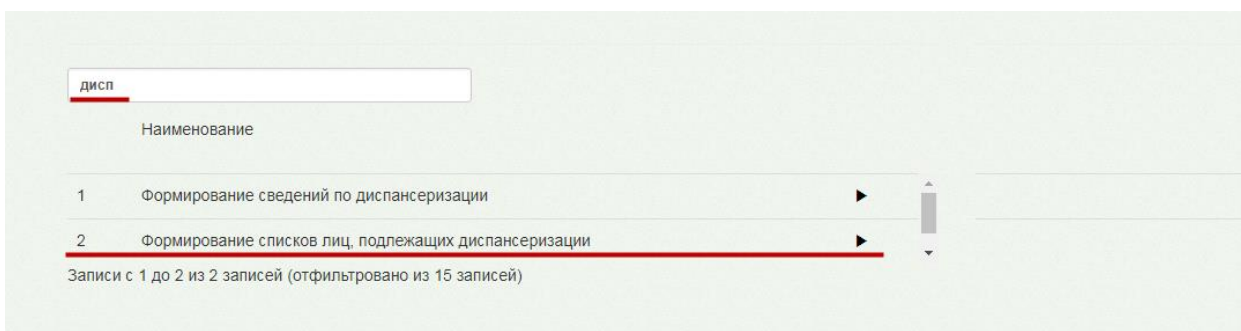 дисп
Наименование
1 Формирование сведений по диспансеризации
2 Формирование списков лиц, подлежащих диспансеризации
Записи с 1 до 2 из 2 записей (отфильтровано из 15 записей)